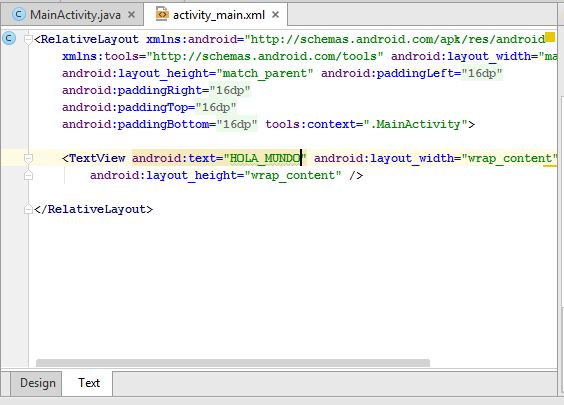 MainActivity.java × activity_main.xml ×
<RelativeLayout xmlns:android="http://schemas.android.com/apk/res/android
xmlns:tools="http://schemas.android.com/tools" android:layout_width="ma
android:layout_height="match_parent" android:paddingLeft="16dp"
android:paddingRight="16dp"
android:paddingTop="16dp"
android:paddingBottom="16dp" tools:context=".MainActivity">
<TextView android:text="HOLA_MUNDO" android:layout_width="wrap_content"
android:layout_height="wrap_content" />
</RelativeLayout>
Design Text